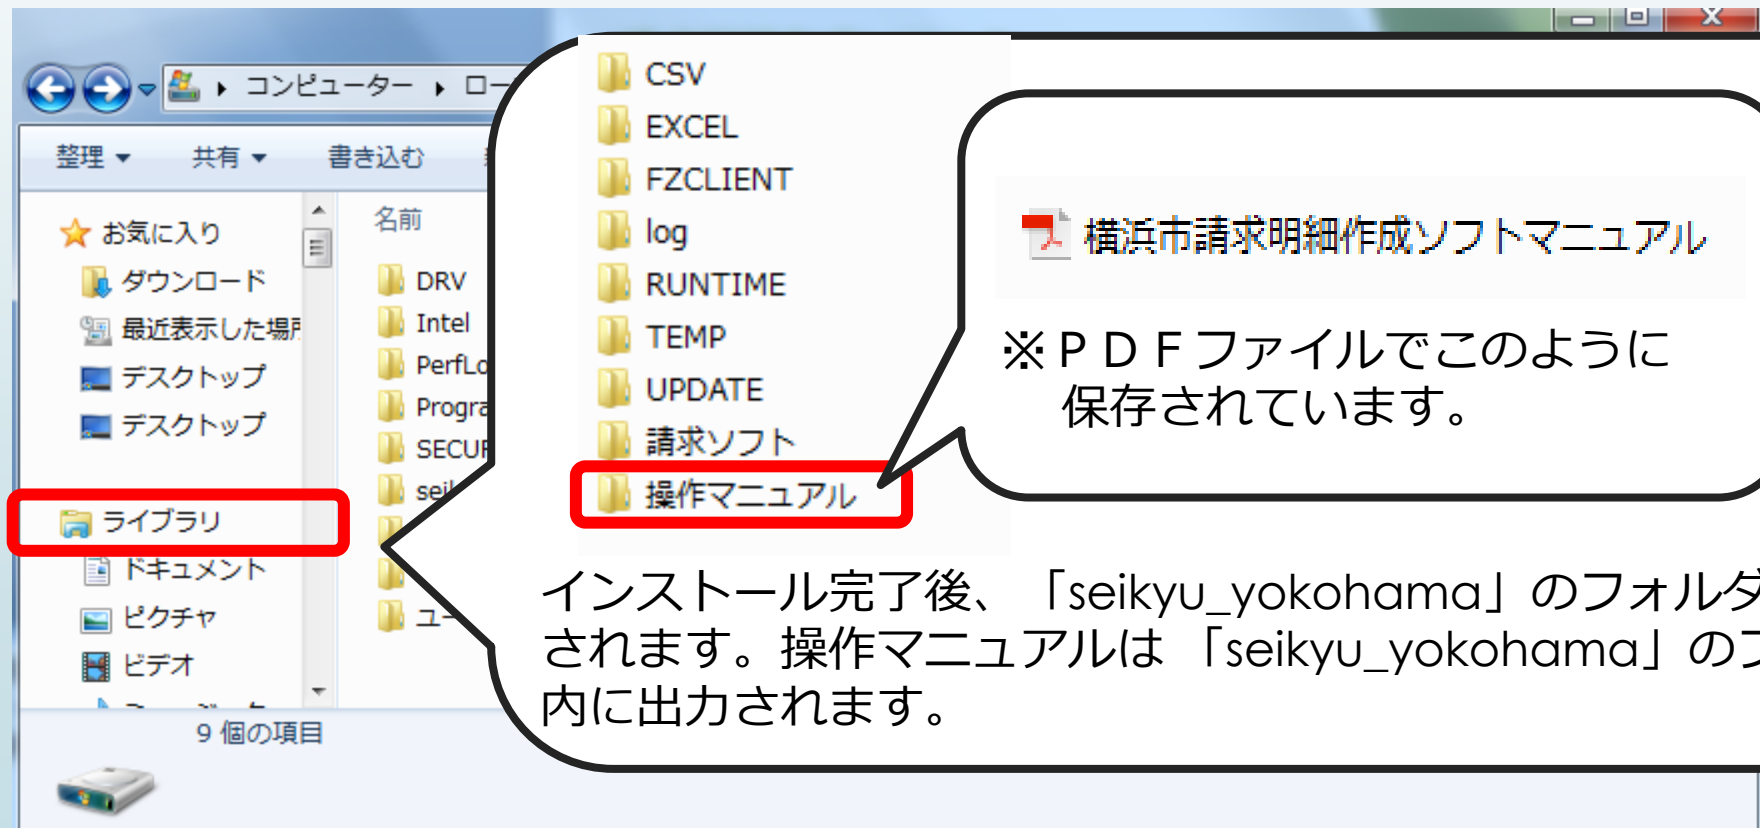 コンピューター
整理
共有
書き込む
お気に入り
ダウンロード
最近表示した場所
デスクトップ
デスクトップ
ライブラリ
ドキュメント
ピクチャ
ビデオ
名前
DRV
Intel
9 個の項目
CSV
EXCEL
FZCLIENT
log
RUNTIME
TEMP
UPDATE
請求ソフト
操作マニュアル
横浜市請求明細作成ソフトマニュアル
※ＰＤＦファイルでこのように
保存されています。
インストール完了後、「seikyu_yokohama」のフォルダ
されます。操作マニュアルは「seikyu_yokohama」の
内に出力されます。